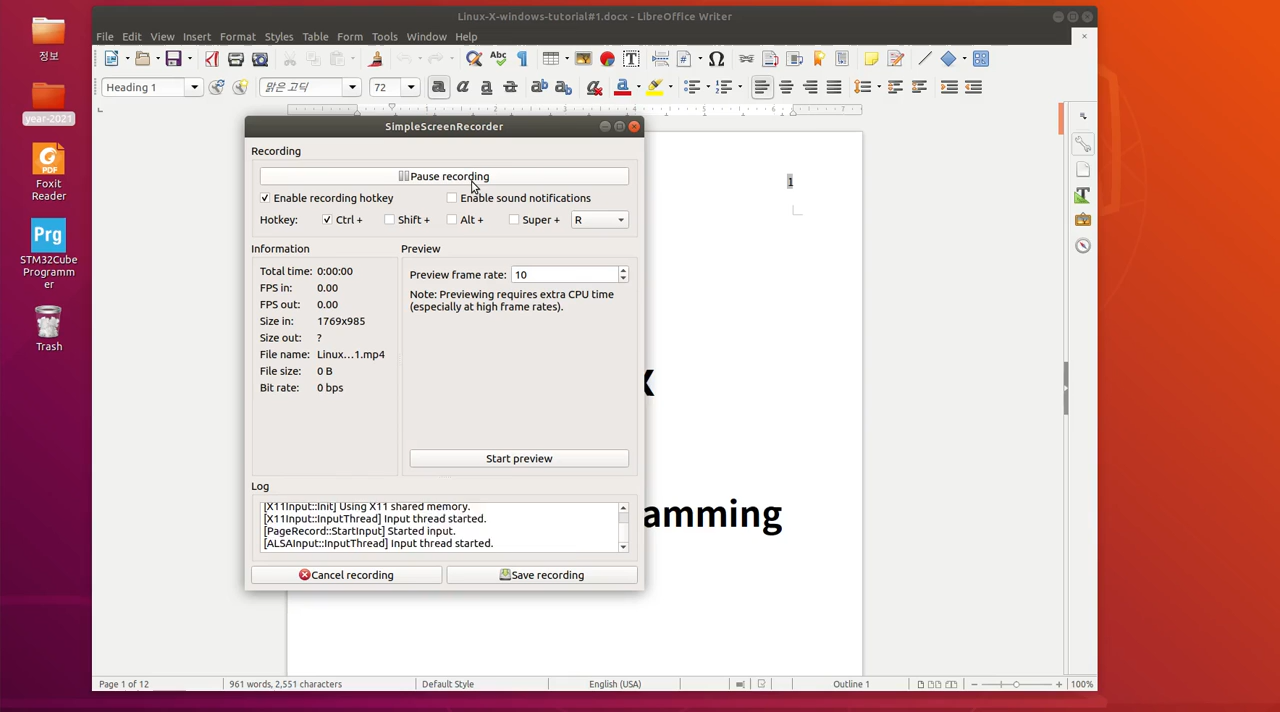 Linux-X-windows-tutorial#1.docx - LibreOffice Writer
File Edit View Insert Format Styles Table Form Tools Window Help
Heading 1 맑은 고딕 72
1 2 3 4 5 6 7
정보
year-2021
Foxit
Reader
STM32Cube
Programm
er
Trash
SimpleScreenRecorder
Recording
Pause recording
Enable recording hotkey Enable sound notifications
Hotkey: Ctrl + Shift + Alt + Super + R
Information
Total time: 0:00:00
FPS in: 0.00
FPS out: 0.00
Size in: 1769x985
Size out: ?
File name: Linux…1.mp4
File size: 0 B
Bit rate: 0 bps
Preview
Preview frame rate: 10
Note: Previewing requires extra CPU time
(especially at high frame rates).
Start preview
Log
[X11Input::Init] Using X11 shared memory.
[X11Input::InputThread] Input thread started.
[PageRecord::StartInput] Started input.
[ALSAInput::InputThread] Input thread started.
Cancel recording Save recording
1
x
amming
Page 1 of 12 961 words, 2,551 characters Default Style English (USA) Outline 1 100%